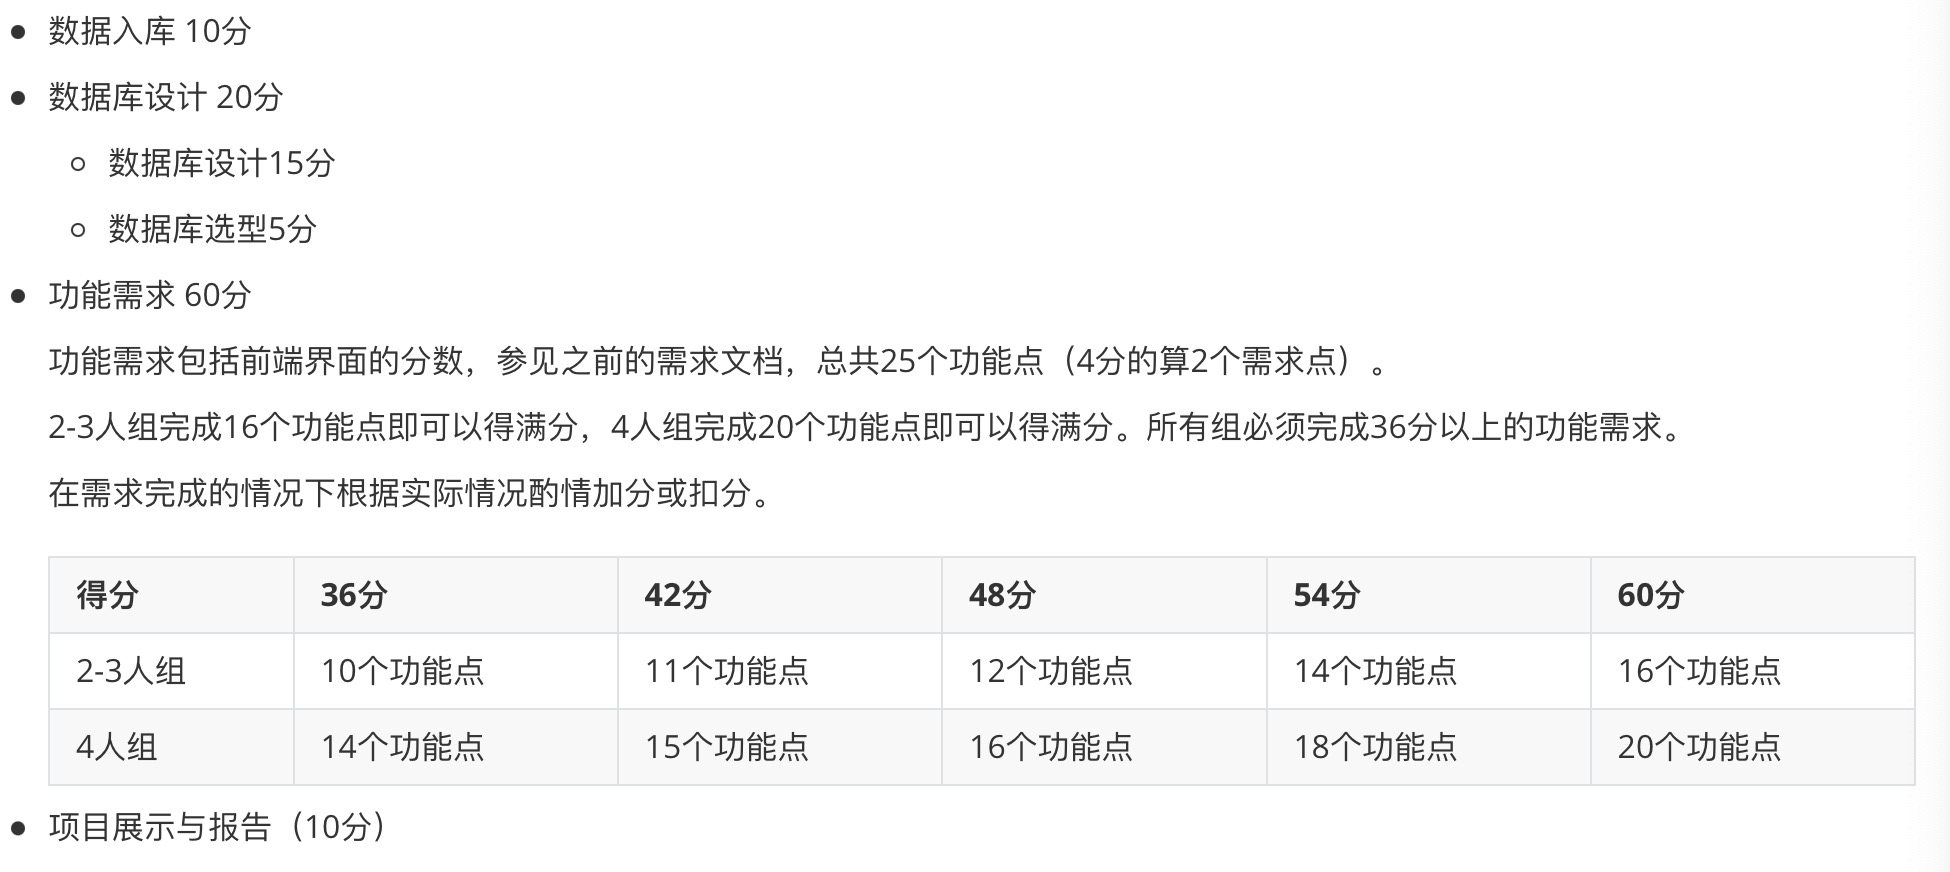 数据入库 10分
数据库设计 20分
数据库设计15分
数据库选型5分
功能需求 60分
功能需求包括前端界面的分数，参见之前的需求文档，总共25个功能点（4分的算2个需求点）。
2-3人组完成16个功能点即可以得满分，4人组完成20个功能点即可以得满分。所有组必须完成36分以上的功能需求。
在需求完成的情况下根据实际情况酌情加分或扣分。
得分 36分 42分 48分 54分 60分
2-3人组 10个功能点 11个功能点 12个功能点 14个功能点 16个功能点
4人组 14个功能点 15个功能点 16个功能点 18个功能点 20个功能点
项目展示与报告（10分）